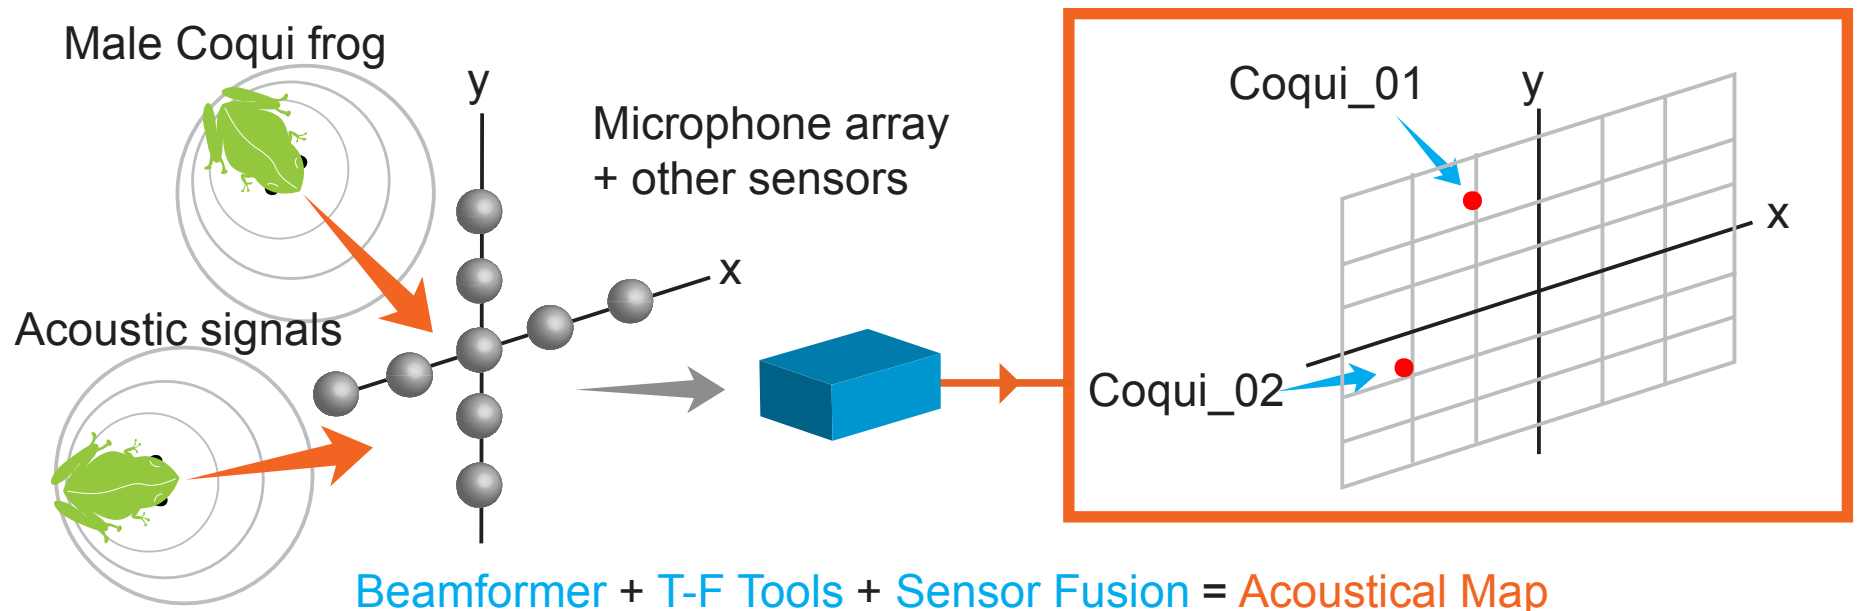 Male Coqui frog
Acoustic signals
y
x
Microphone array
+ other sensors
Coqui_01
y
x
Coqui_02
Beamformer + T-F Tools + Sensor Fusion = Acoustical Map